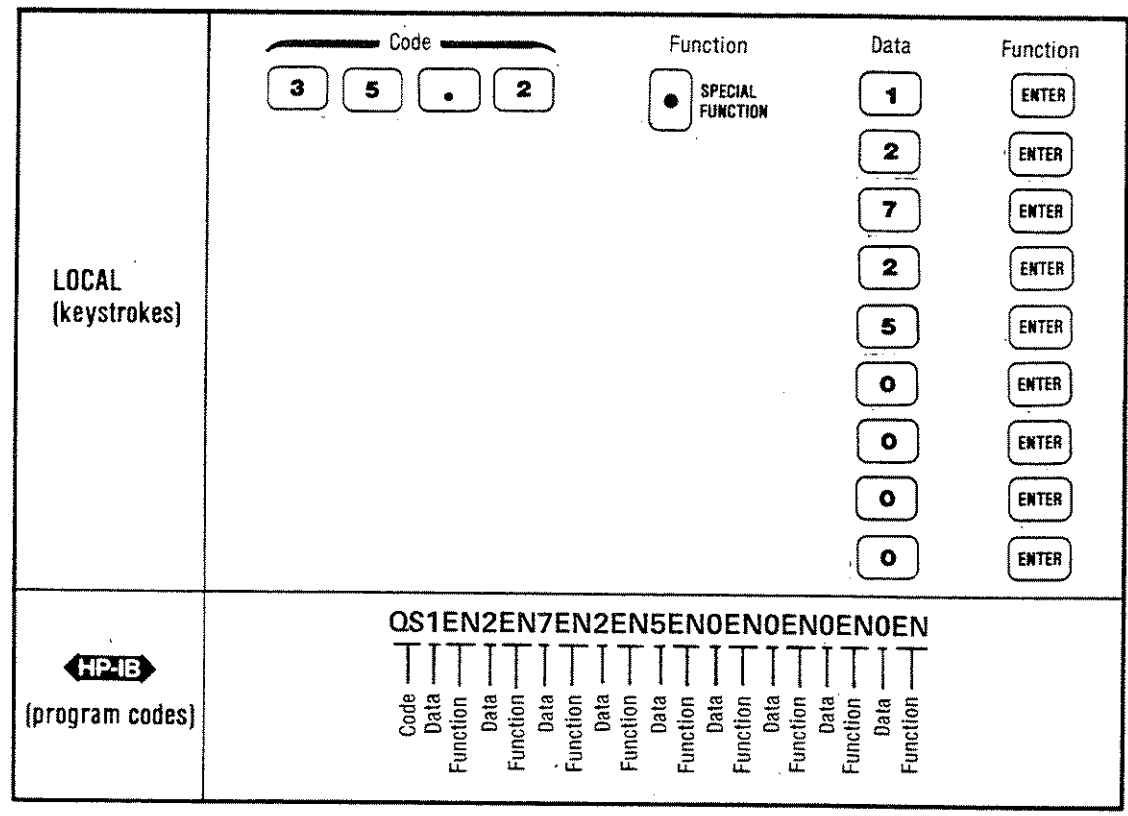 Code Function Data Function
3 5 . 2 SPECIAL FUNCTION 1 ENTER
2 ENTER
7 ENTER
2 ENTER
LOCAL
(keystrokes)
5 ENTER
0 ENTER
0 ENTER
0 ENTER
0 ENTER
QS1EN2EN7EN2EN5EN0EN0EN0EN0EN
HP-IB
(program codes)
Code Data Function Data Function Data Function Data Function Data Function Data Function Data Function Data Function Data Function